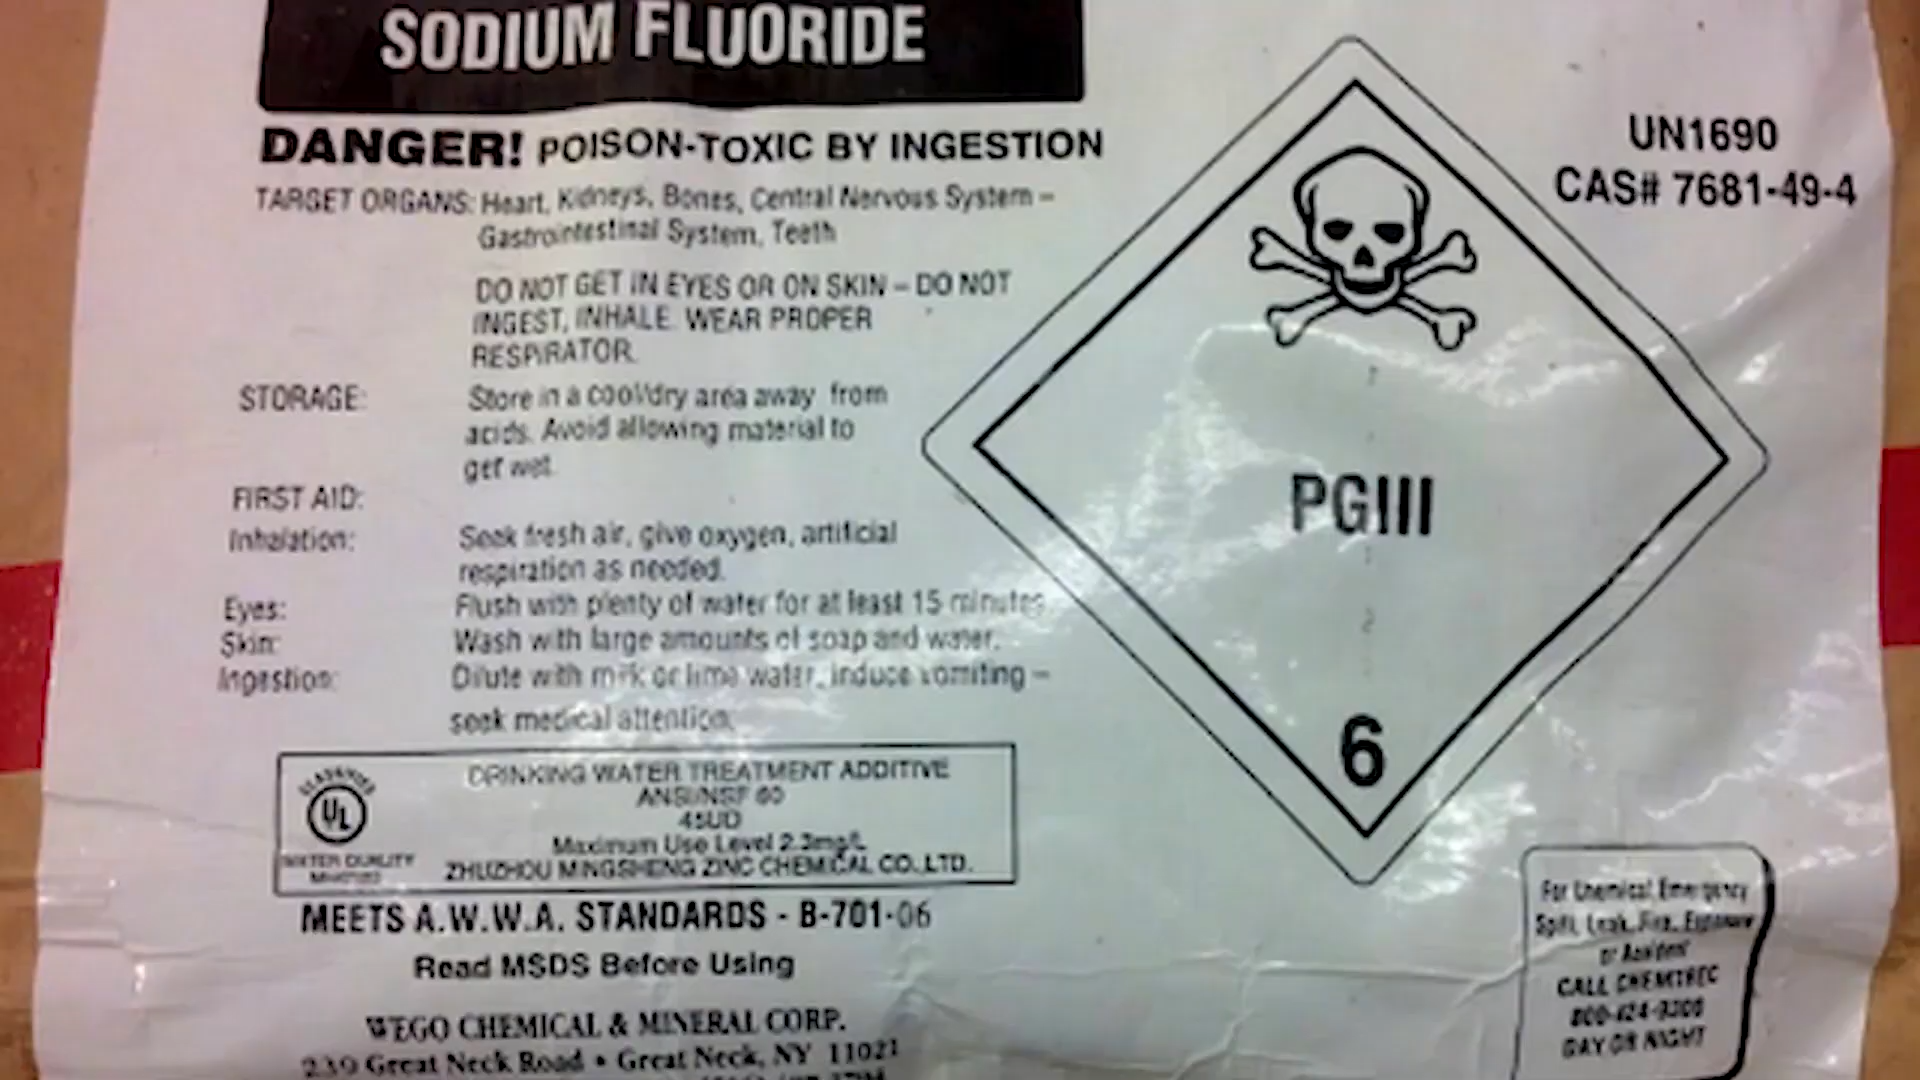 SODIUM FLUORIDE
DANGER! POISON-TOXIC BY INGESTION
TARGET ORGANS: Heart, Kidneys, Bones, Central Nervous System –
Gastrointestinal System, Teeth
DO NOT GET IN EYES OR ON SKIN – DO NOT
INGEST, INHALE. WEAR PROPER
RESPIRATOR.
STORAGE: Store in a cool/dry area away from
acids. Avoid allowing material to
get wet.
FIRST AID:
Inhalation: Seek fresh air, give oxygen, artificial
respiration as needed.
Eyes: Flush with plenty of water for at least 15 minutes.
Skin: Wash with large amounts of soap and water.
Ingestion: Dilute with milk or lime water, induce vomiting –
seek medical attention.
CLASSIFIED
UL
WATER QUALITY
DRINKING WATER TREATMENT ADDITIVE
ANSI/NSF 60
45UD
Maximum Use Level 2.3mg/L
ZHUZHOU MINGSHENG ZINC CHEMICAL CO.,LTD.
MEETS A.W.W.A. STANDARDS - B-701-06
Read MSDS Before Using
WEGO CHEMICAL & MINERAL CORP.
239 Great Neck Road • Great Neck, NY 11021
UN1690
CAS# 7681-49-4
PGIII
6
For Chemical Emergency
Spill, Leak, Fire, Exposure
or Accident
CALL CHEMTREC
800-424-9300
DAY OR NIGHT